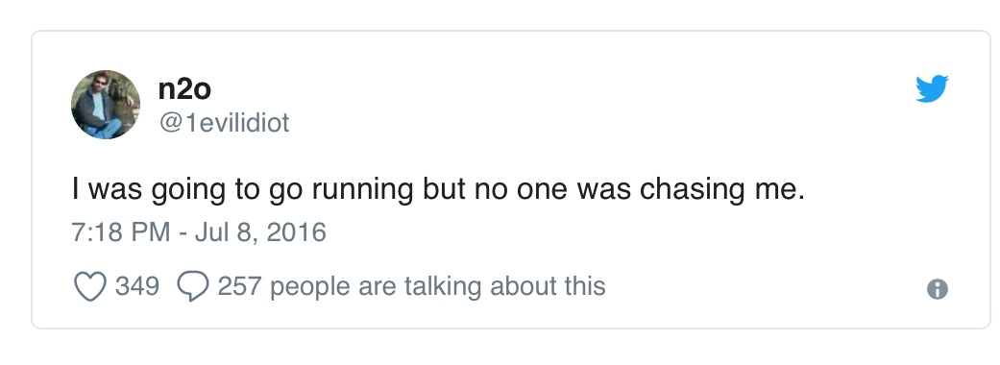 n2o
@1evilidiot
I was going to go running but no one was chasing me.
7:18 PM - Jul 8, 2016
349 257 people are talking about this